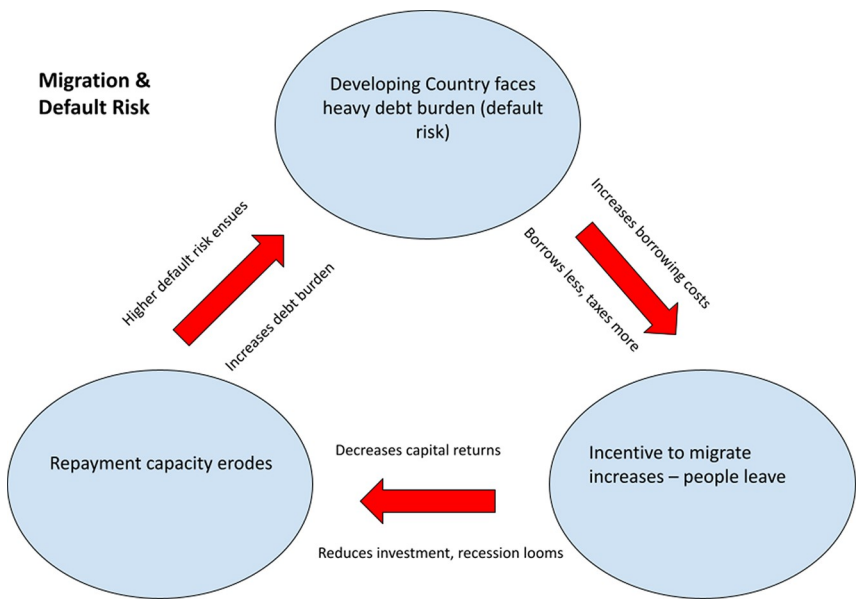 Migration &
Default Risk
Developing Country faces
heavy debt burden (default
risk)
Increases borrowing costs
Borrows less, taxes more
Higher default risk ensues
Increases debt burden
Incentive to migrate
increases – people leave
Decreases capital returns
Reduces investment, recession looms
Repayment capacity erodes